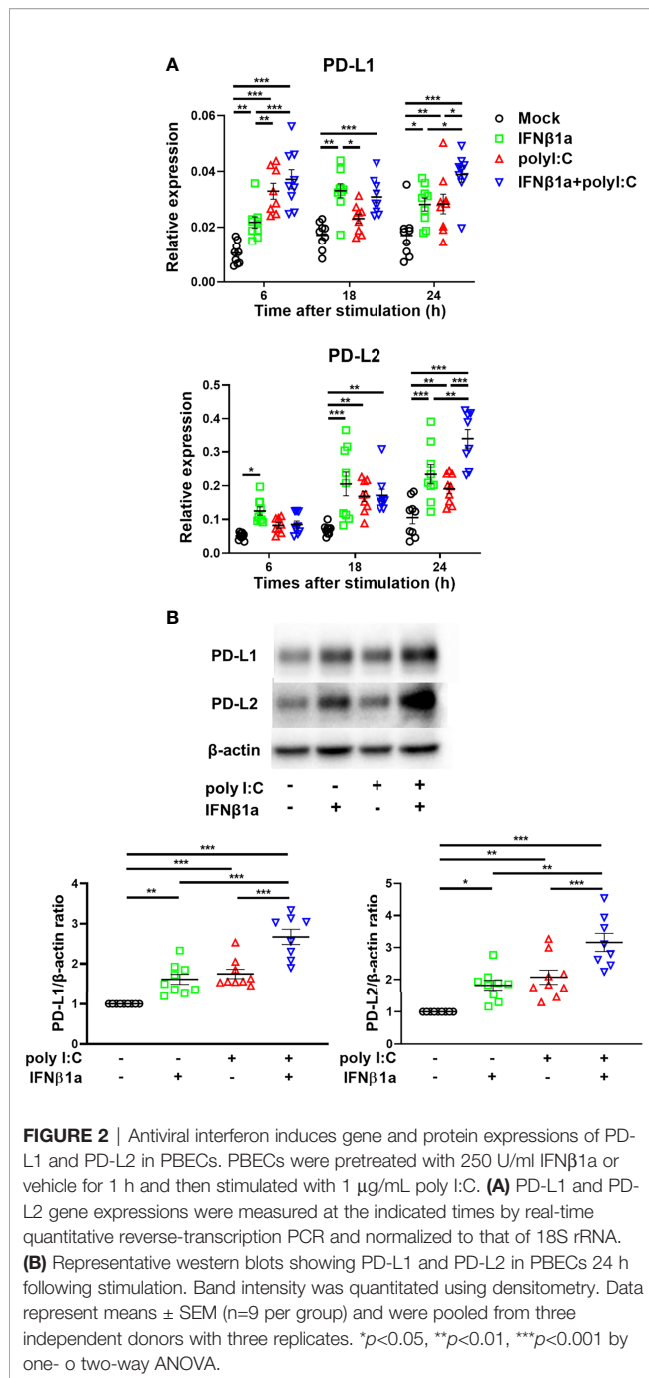 A
PD-L1
*** *** *** ** *** **
*** ** *
*** ** * * *
0.06
0.04
0.02
0.00
Relative expression
6 18 24
Time after stimulation (h)
Mock
IFNβ1a
polyI:C
IFNβ1a+polyI:C
PD-L2
*
** ** ***
*** ** *** *** **
0.5
0.4
0.3
0.2
0.1
0.0
Relative expression
6 18 24
Times after stimulation (h)
B
PD-L1
PD-L2
β-actin
poly I:C - - + +
IFNβ1a - + - +
***
***
***
** ***
4
3
2
1
0
PD-L1/β-actin ratio
poly I:C - - + +
IFNβ1a - + - +
***
**
**
* ***
5
4
3
2
1
0
PD-L2/β-actin ratio
poly I:C - - + +
IFNβ1a - + - +
FIGURE 2 | Antiviral interferon induces gene and protein expressions of PD-
L1 and PD-L2 in PBECs. PBECs were pretreated with 250 U/ml IFNβ1a or
vehicle for 1 h and then stimulated with 1 μg/mL poly I:C. (A) PD-L1 and PD-
L2 gene expressions were measured at the indicated times by real-time
quantitative reverse-transcription PCR and normalized to that of 18S rRNA.
(B) Representative western blots showing PD-L1 and PD-L2 in PBECs 24 h
following stimulation. Band intensity was quantitated using densitometry. Data
represent means ± SEM (n=9 per group) and were pooled from three
independent donors with three replicates. *p<0.05, **p<0.01, ***p<0.001 by
one- o two-way ANOVA.